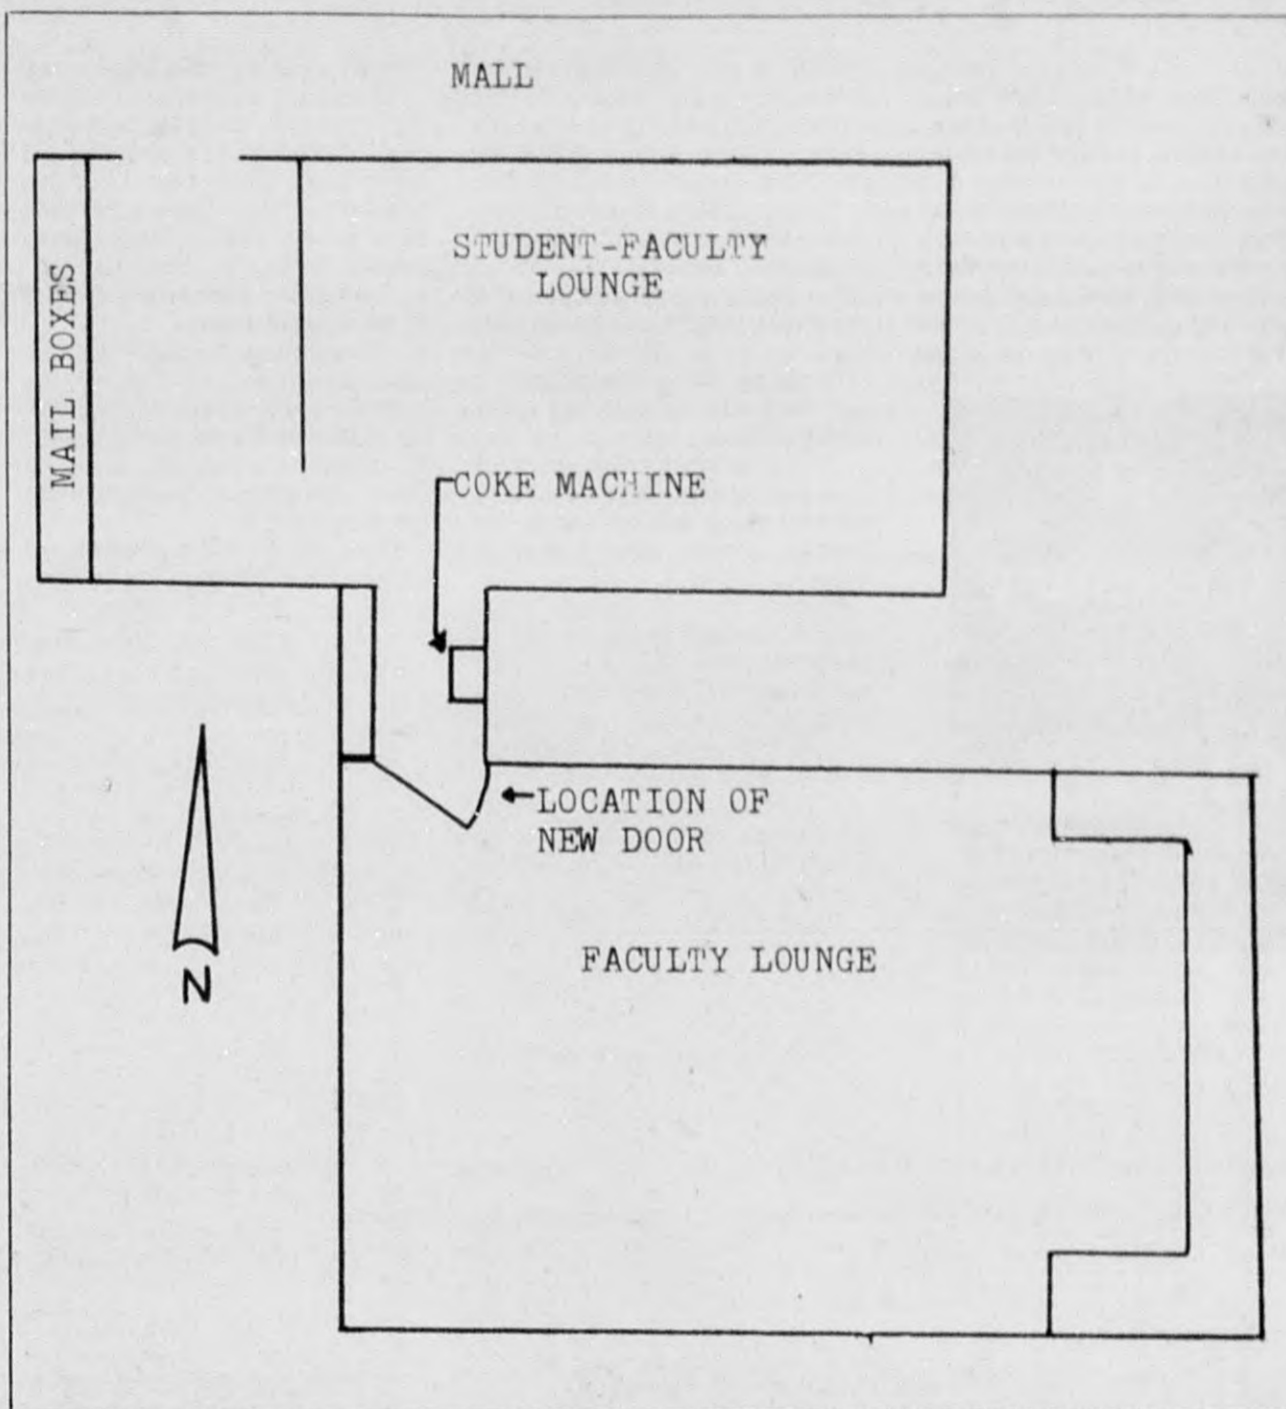 MALL
STUDENT-FACULTY
LOUNGE
MAIL BOXES
COKE MACHINE
LOCATION OF
NEW DOOR
FACULTY LOUNGE
N